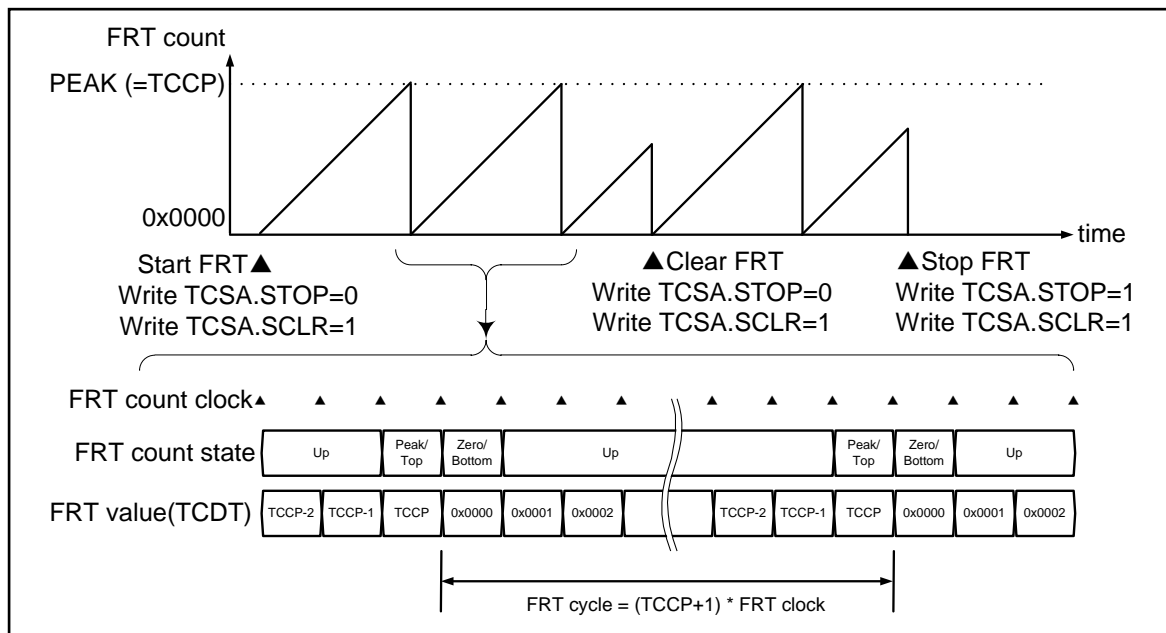 FRT count
PEAK (=TCCP)
0x0000
time
Start FRT▲
Write TCSA.STOP=0
Write TCSA.SCLR=1
▲Clear FRT
Write TCSA.STOP=0
Write TCSA.SCLR=1
▲Stop FRT
Write TCSA.STOP=1
Write TCSA.SCLR=1
FRT count clock
FRT count state
Up
Peak/
Top
Zero/
Bottom
Up
Peak/
Top
Zero/
Bottom
Up
FRT value(TCDT)
TCCP-2 TCCP-1 TCCP 0x0000 0x0001 0x0002 TCCP-2 TCCP-1 TCCP 0x0000 0x0001 0x0002
FRT cycle = (TCCP+1) * FRT clock